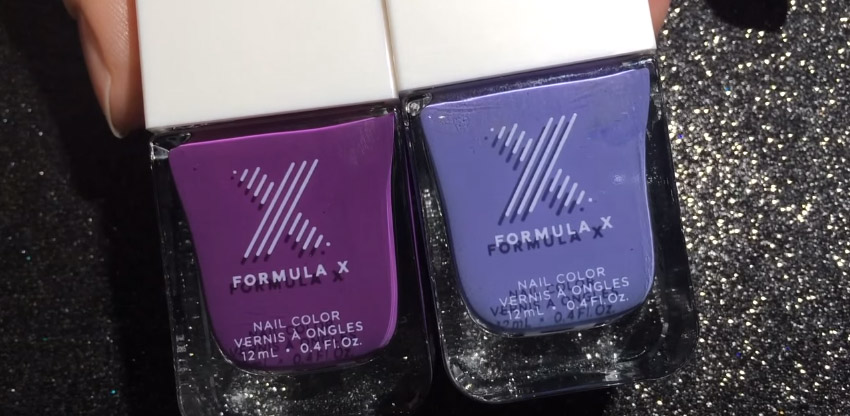 FORMULA X
NAIL COLOR
VERNIS À ONGLES
12mL • 0.4Fl.Oz.
FORMULA X
NAIL COLOR
VERNIS À ONGLES
12mL • 0.4Fl.Oz.